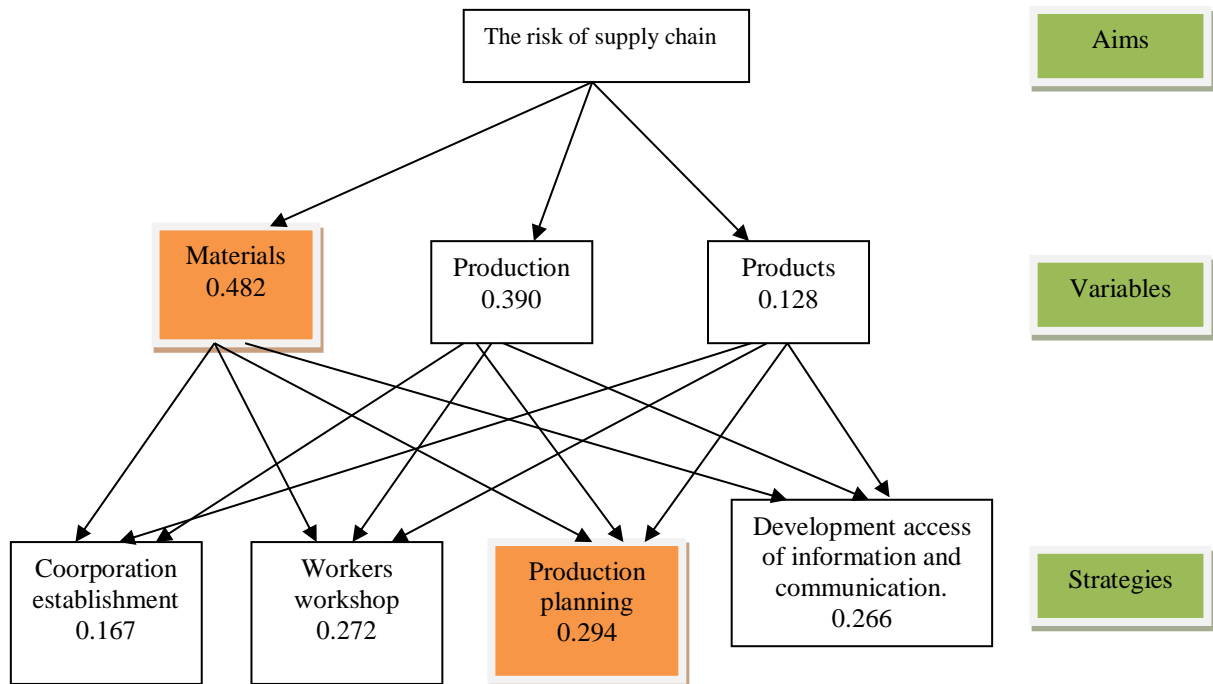 The risk of supply chain
Aims
Materials
0.482
Production
0.390
Products
0.128
Variables
Coorporation
establishment
0.167
Workers
workshop
0.272
Production
planning
0.294
Development access
of information and
communication.
0.266
Strategies